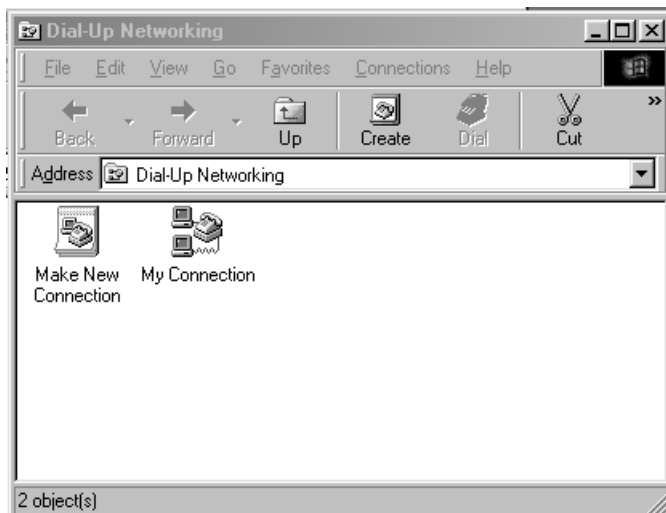 Dial-Up Networking
File Edit View Go Favorites Connections Help
Back Forward Up Create Dial Cut »
Address Dial-Up Networking
Make New Connection
My Connection
2 object(s)